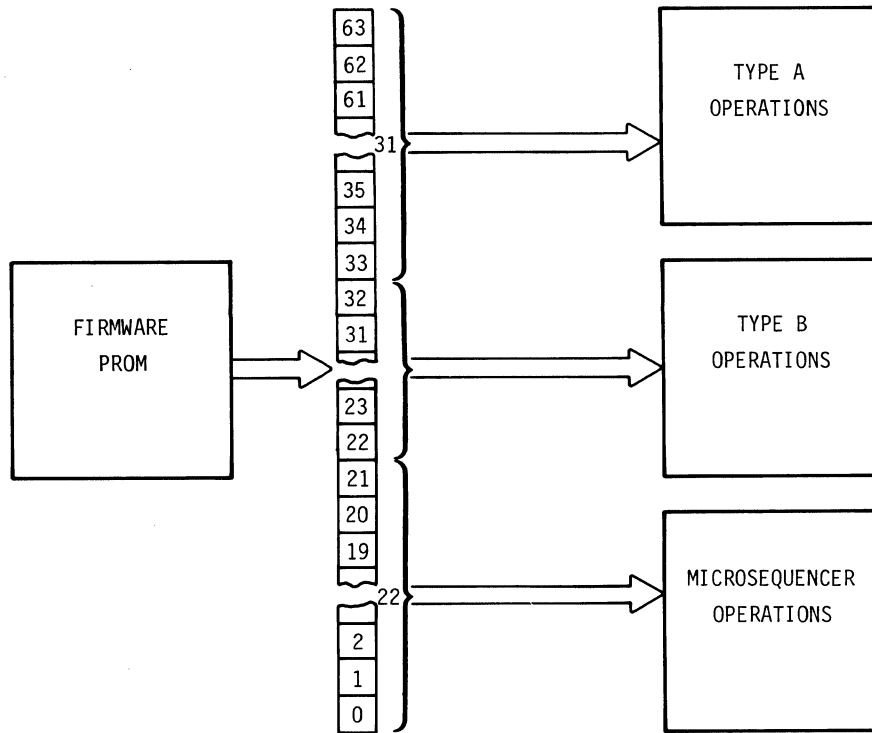 63
62
61
31
35
34
33
32
31
23
22
21
20
19
22
2
1
0
FIRMWARE
PROM
TYPE A
OPERATIONS
TYPE B
OPERATIONS
MICROSEQUENCER
OPERATIONS